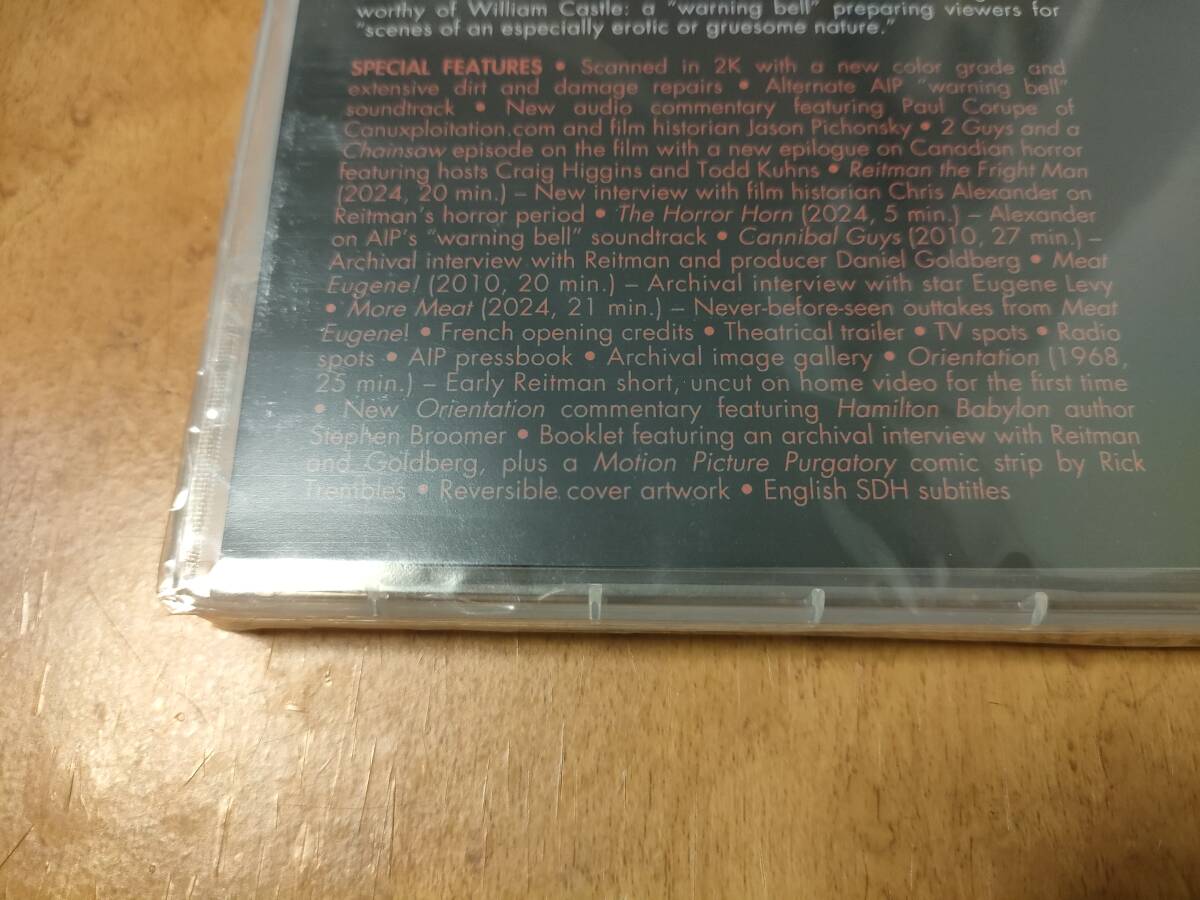 worthy of William Castle: a "warning bell" preparing viewers for
"scenes of an especially erotic or gruesome nature."
SPECIAL FEATURES • Scanned in 2K with a new color grade and
extensive dirt and damage repairs • Alternate AIP "warning bell"
soundtrack • New audio commentary featuring Paul Corupe of
Canuxploitation.com and film historian Jason Pichonsky • 2 Guys and a
Chainsaw episode on the film with a new epilogue on Canadian horror
featuring hosts Craig Higgins and Todd Kuhns • Reitman the Fright Man
(2024, 20 min.) – New interview with film historian Chris Alexander on
Reitman's horror period • The Horror Horn (2024, 5 min.) – Alexander
on AIP's "warning bell" soundtrack • Cannibal Guys (2010, 27 min.) –
Archival interview with Reitman and producer Daniel Goldberg • Meat
Eugene! (2010, 20 min.) – Archival interview with star Eugene Levy
• More Meat (2024, 21 min.) – Never-before-seen outtakes from Meat
Eugene! • French opening credits • Theatrical trailer • TV spots • Radio
spots • AIP pressbook • Archival image gallery • Orientation (1968,
25 min.) – Early Reitman short, uncut on home video for the first time
• New Orientation commentary featuring Hamilton Babylon author
Stephen Broomer • Booklet featuring an archival interview with Reitman
and Goldberg, plus a Motion Picture Purgatory comic strip by Rick
Trembles • Reversible cover artwork • English SDH subtitles